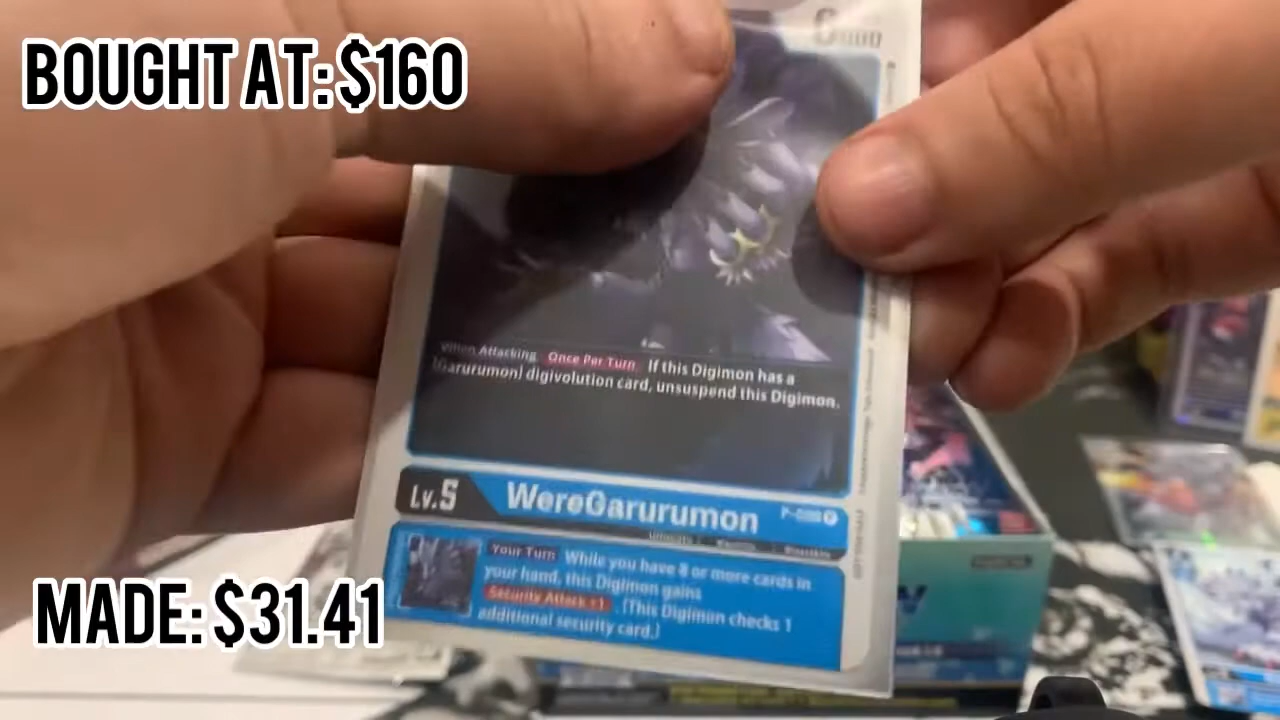 BOUGHT AT: $160
6000
When Attacking Once Per Turn If this Digimon has a
[Garurumon] digivolution card, unsuspend this Digimon.
Lv.5 WereGarurumon
Your Turn While you have 8 or more cards in
your hand, this Digimon gains
Security Attack +1. (This Digimon checks 1
additional security card.)
MADE: $31.41